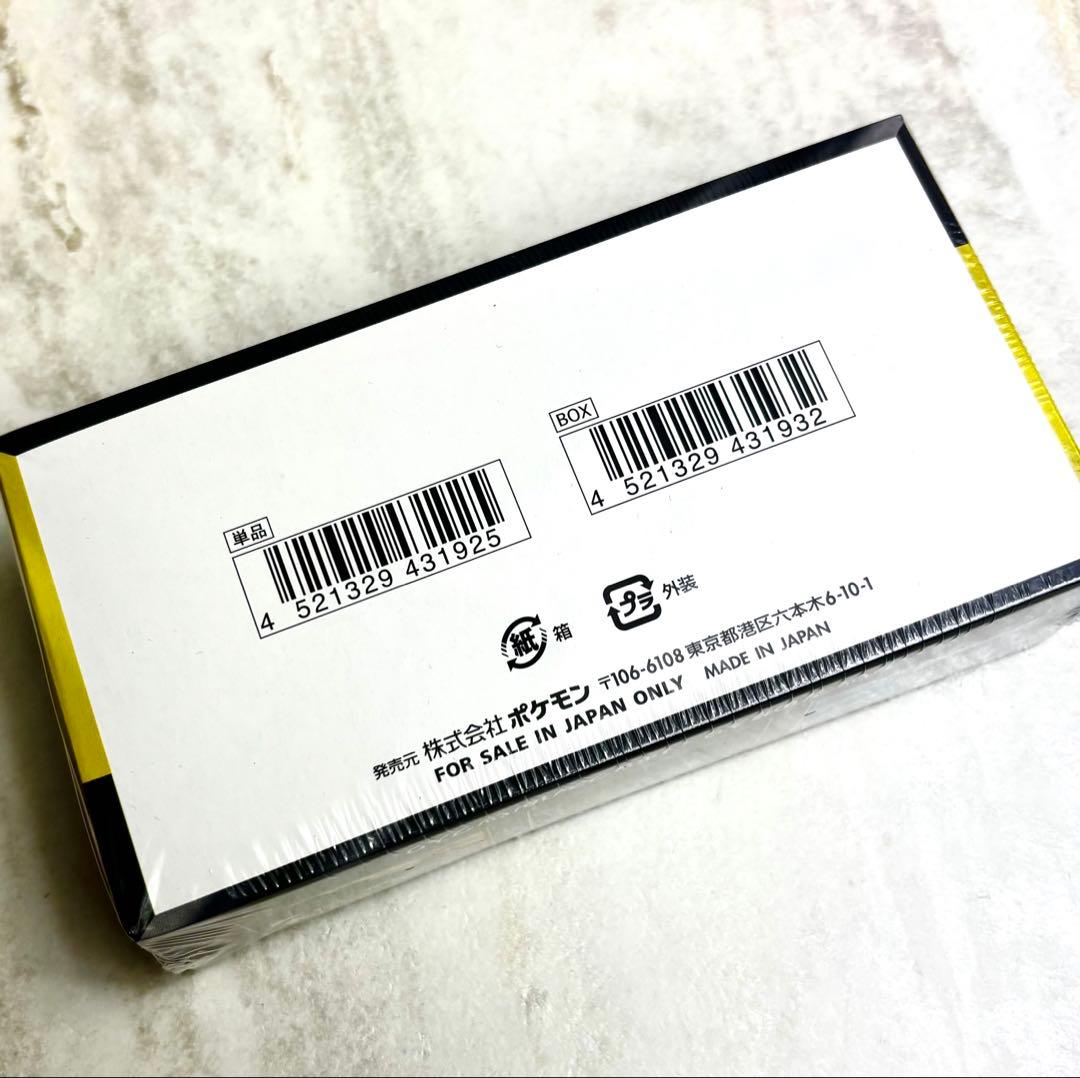 BOX
4 521329 431932
単品
4 521329 431925
紙 箱
プラ 外装
発売元 株式会社ポケモン 〒106-6108 東京都港区六本木6-10-1
FOR SALE IN JAPAN ONLY MADE IN JAPAN